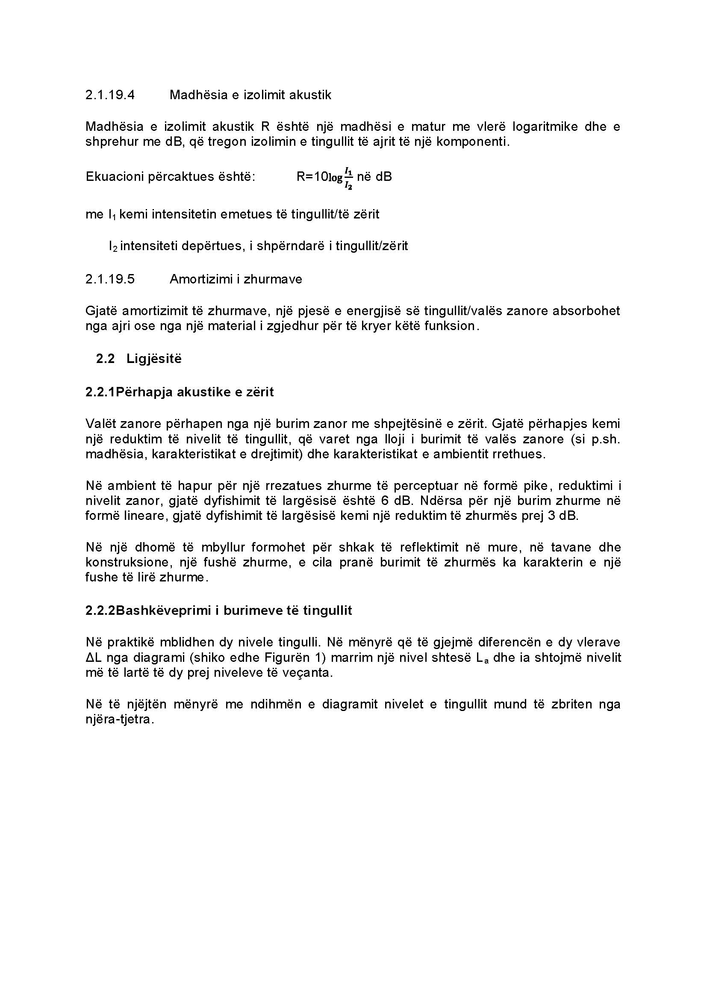 2.1.19.4 Madhësia e izolimit akustik
Madhësia e izolimit akustik R është një madhësi e matur me vlerë logaritmike dhe e
shprehur me dB, që tregon izolimin e tingullit të ajrit të një komponenti.
Ekuacioni përcaktues është: R=10log I₁/I₂ në dB
me I₁ kemi intensitetin emetues të tingullit/të zërit
I₂ intensiteti depërtues, i shpërndarë i tingullit/zërit
2.1.19.5 Amortizimi i zhurmave
Gjatë amortizimit të zhurmave, një pjesë e energjisë së tingullit/valës zanore absorbohet
nga ajri ose nga një material i zgjedhur për të kryer këtë funksion.
2.2 Ligjësitë
2.2.1Përhapja akustike e zërit
Valët zanore përhapen nga një burim zanor me shpejtësinë e zërit. Gjatë përhapjes kemi
një reduktim të nivelit të tingullit, që varet nga lloji i burimit të valës zanore (si p.sh.
madhësia, karakteristikat e drejtimit) dhe karakteristikat e ambientit rrethues.
Në ambient të hapur për një rrezatues zhurme të perceptuar në formë pike, reduktimi i
nivelit zanor, gjatë dyfishimit të largësisë është 6 dB. Ndërsa për një burim zhurme në
formë lineare, gjatë dyfishimit të largësisë kemi një reduktim të zhurmës prej 3 dB.
Në një dhomë të mbyllur formohet për shkak të reflektimit në mure, në tavane dhe
konstruksione, një fushë zhurme, e cila pranë burimit të zhurmës ka karakterin e një
fushe të lirë zhurme.
2.2.2Bashkëveprimi i burimeve të tingullit
Në praktikë mblidhen dy nivele tingulli. Në mënyrë që të gjejmë diferencën e dy vlerave
ΔL nga diagrami (shiko edhe Figurën 1) marrim një nivel shtesë Lₐ dhe ia shtojmë nivelit
më të lartë të dy prej niveleve të veçanta.
Në të njëjtën mënyrë me ndihmën e diagramit nivelet e tingullit mund të zbriten nga
njëra-tjetra.